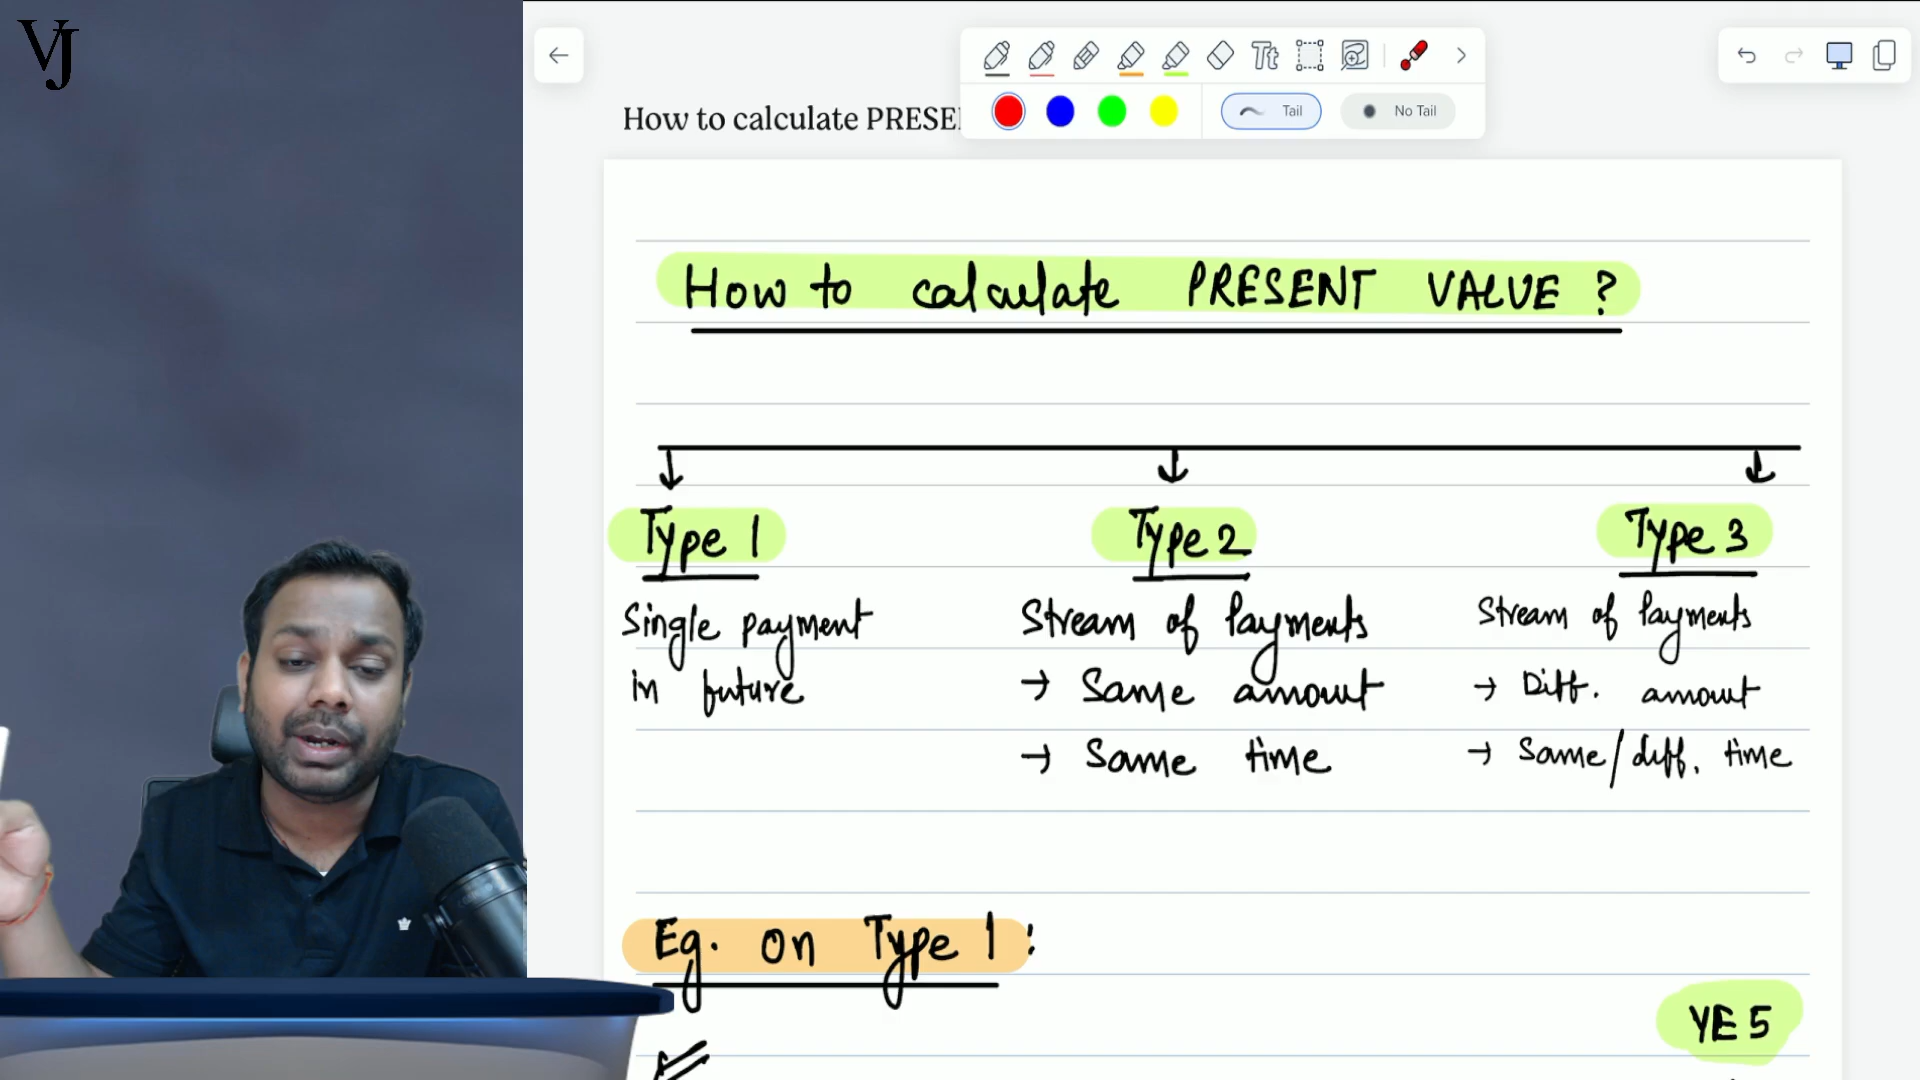 VJ
Tt
How to calculate PRESE
Tail
No Tail
How to calculate PRESENT VALUE ?
Type 1
Type 2
Type 3
Single payment
in future
Stream of Payments
→ Same amount
→ Same time
Stream of Payments
→ Diff. amount
→ Same/diff. time
Eg. on Type 1 :
YE 5